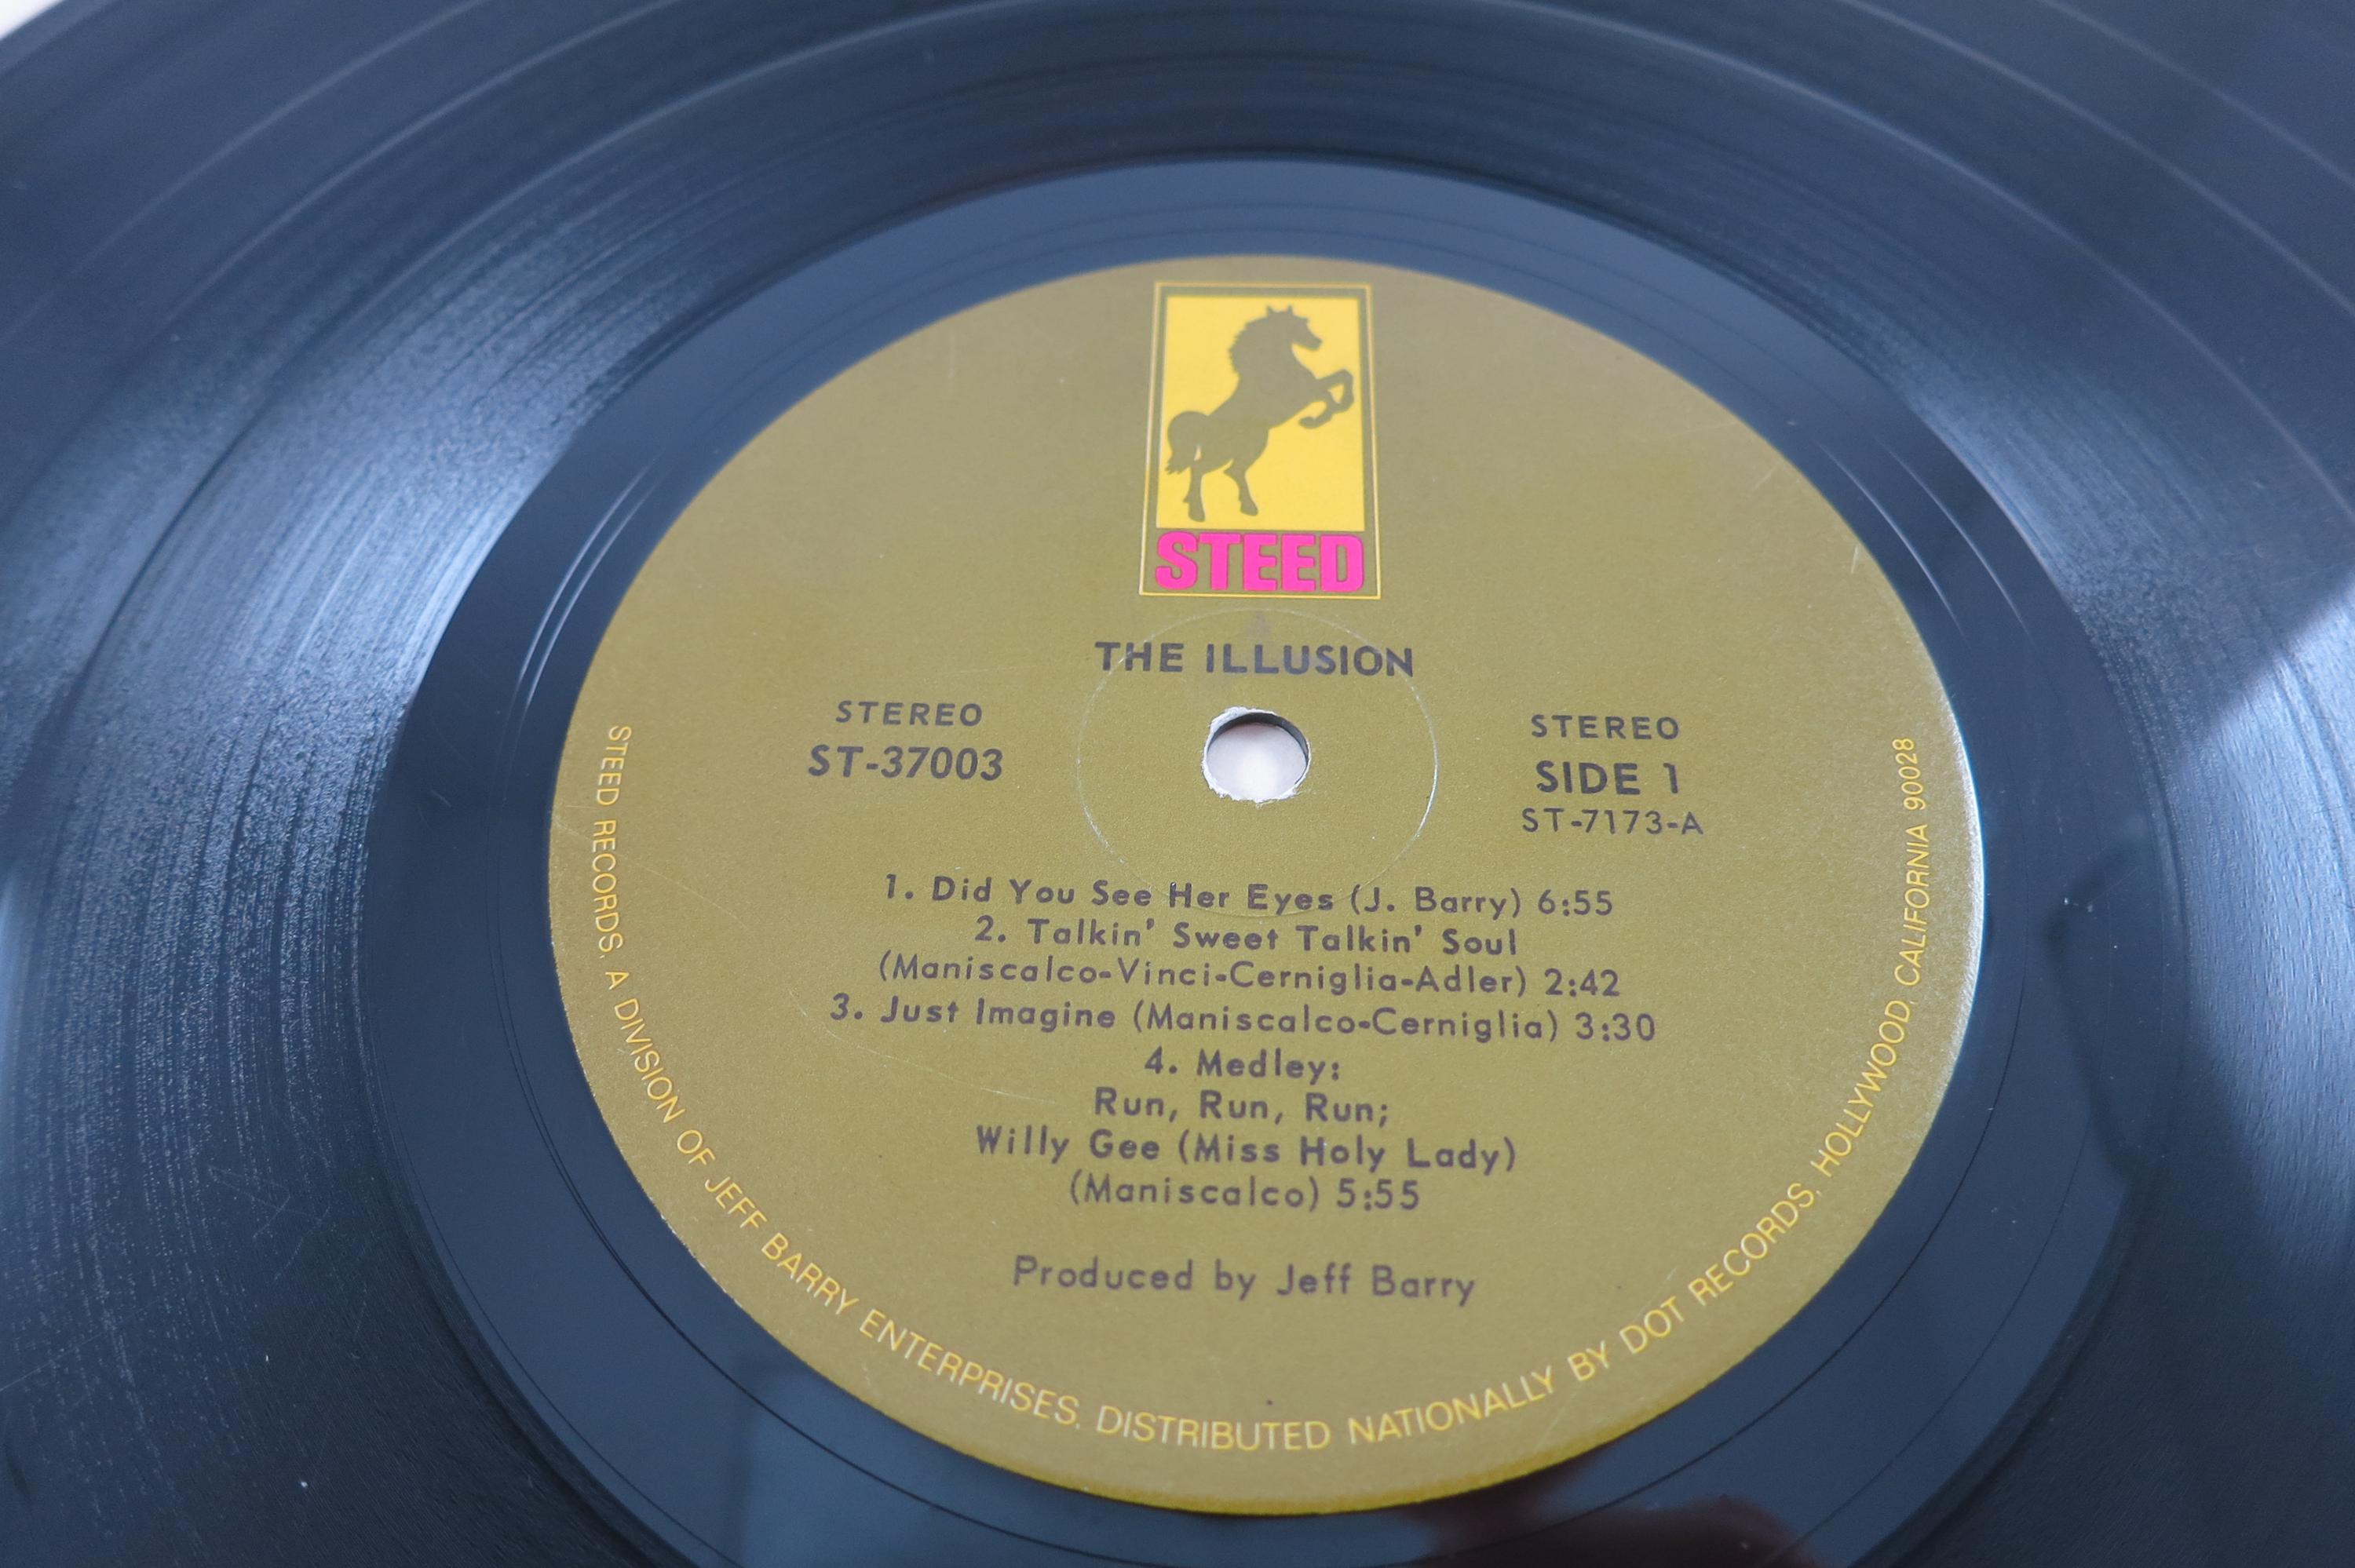 STEED
THE ILLUSION
STEREO
ST-37003
STEREO
SIDE 1
ST-7173-A
1. Did You See Her Eyes (J. Barry) 6:55
2. Talkin' Sweet Talkin' Soul
(Maniscalco-Vinci-Cerniglia-Adler) 2:42
3. Just Imagine (Maniscalco-Cerniglia) 3:30
4. Medley:
Run, Run, Run;
Willy Gee (Miss Holy Lady)
(Maniscalco) 5:55
Produced by Jeff Barry
STEED RECORDS, A DIVISION OF JEFF BARRY ENTERPRISES, DISTRIBUTED NATIONALLY BY DOT RECORDS, HOLLYWOOD, CALIFORNIA 90028